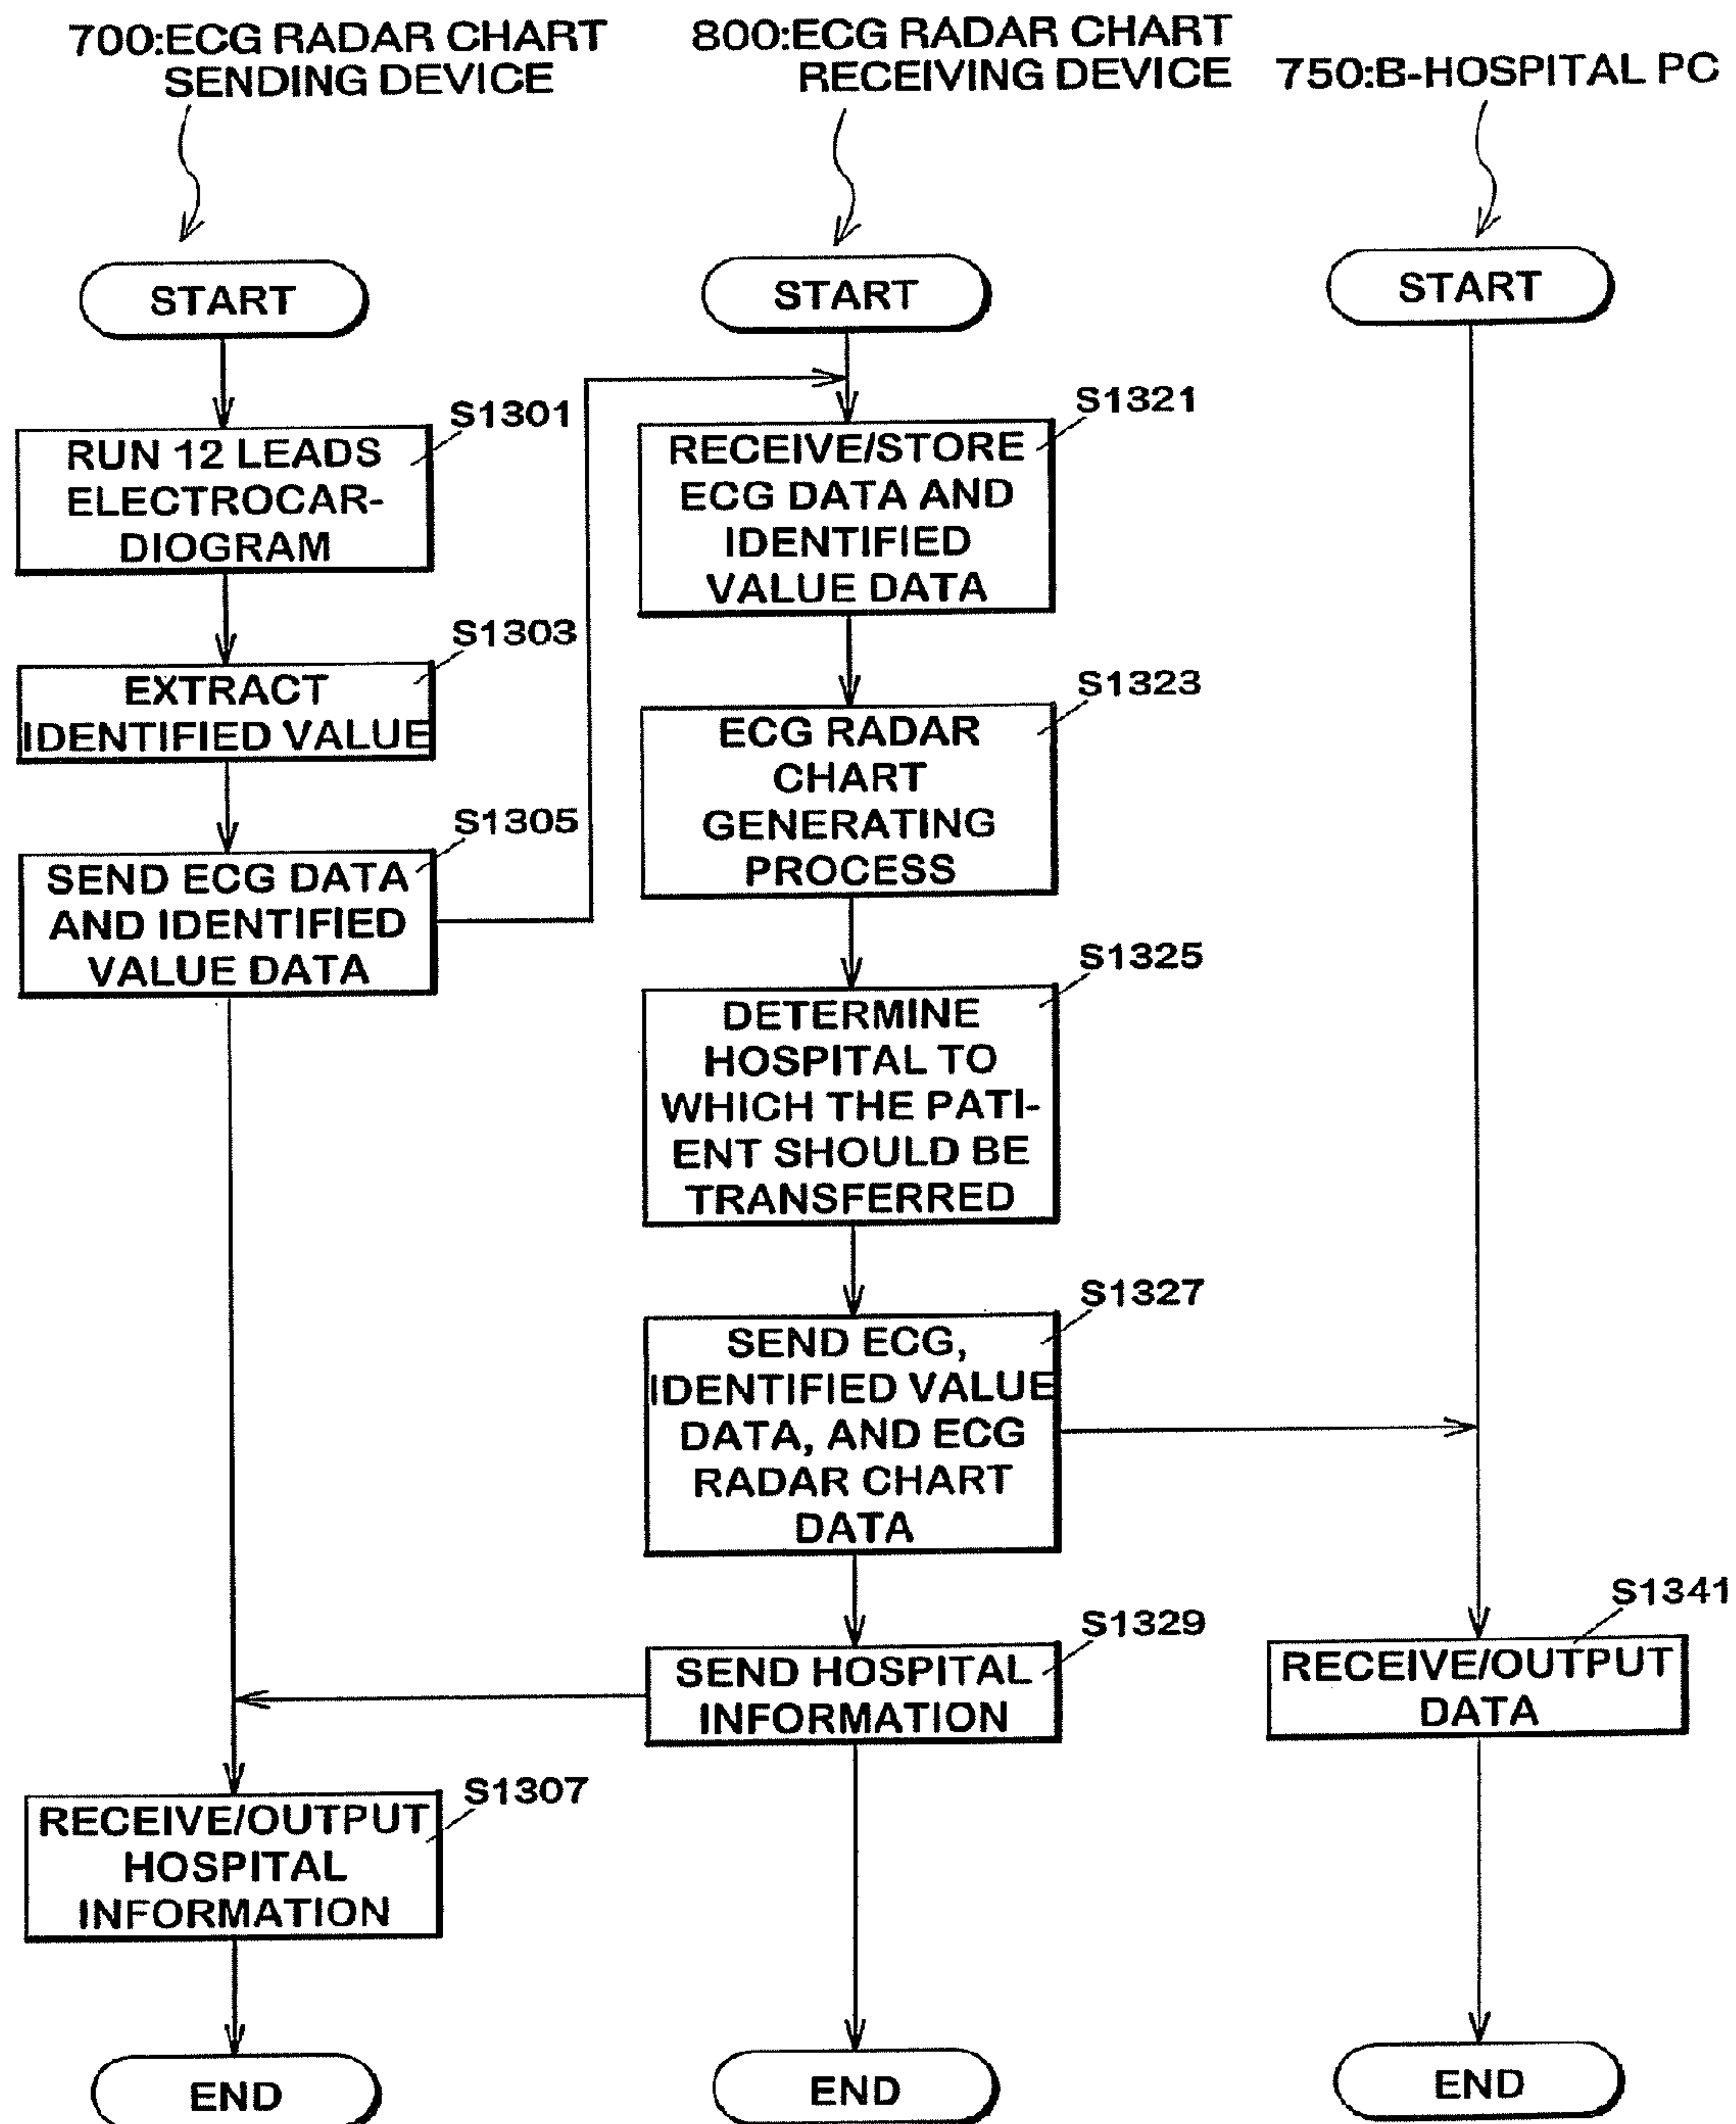 700:ECG RADAR CHART
SENDING DEVICE
800:ECG RADAR CHART
RECEIVING DEVICE
750:B-HOSPITAL PC
START
START
START
S1301
RUN 12 LEADS
ELECTROCAR-
DIOGRAM
S1303
EXTRACT
IDENTIFIED VALUE
S1305
SEND ECG DATA
AND IDENTIFIED
VALUE DATA
S1321
RECEIVE/STORE
ECG DATA AND
IDENTIFIED
VALUE DATA
S1323
ECG RADAR
CHART
GENERATING
PROCESS
S1325
DETERMINE
HOSPITAL TO
WHICH THE PATI-
ENT SHOULD BE
TRANSFERRED
S1327
SEND ECG,
IDENTIFIED VALUE
DATA, AND ECG
RADAR CHART
DATA
S1329
SEND HOSPITAL
INFORMATION
S1341
RECEIVE/OUTPUT
DATA
S1307
RECEIVE/OUTPUT
HOSPITAL
INFORMATION
END
END
END